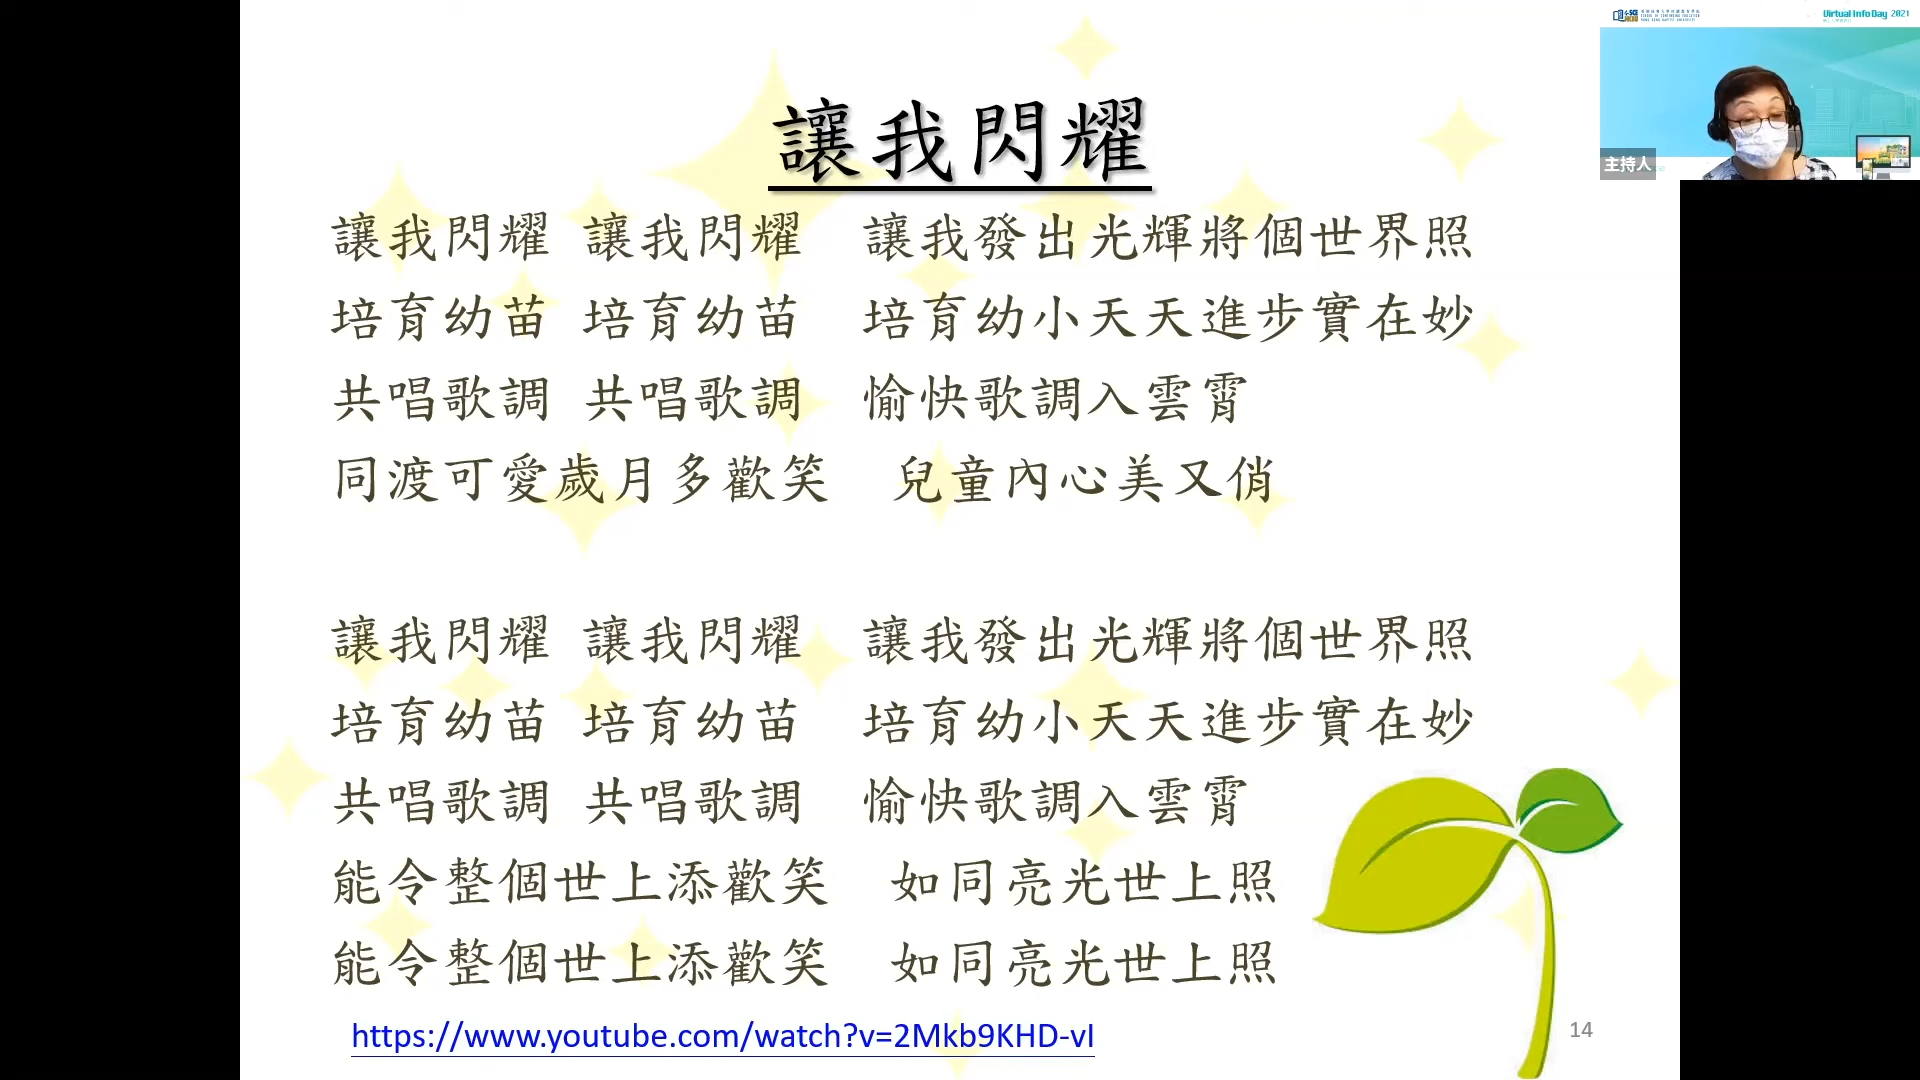 Virtual Info Day 2021
主持人
讓我閃耀
讓我閃耀 讓我閃耀 讓我發出光輝將個世界照
培育幼苗 培育幼苗 培育幼小天天進步實在妙
共唱歌調 共唱歌調 愉快歌調入雲霄
同渡可愛歲月多歡笑 兒童內心美又俏
讓我閃耀 讓我閃耀 讓我發出光輝將個世界照
培育幼苗 培育幼苗 培育幼小天天進步實在妙
共唱歌調 共唱歌調 愉快歌調入雲霄
能令整個世上添歡笑 如同亮光世上照
能令整個世上添歡笑 如同亮光世上照
https://www.youtube.com/watch?v=2Mkb9KHD-vI
14